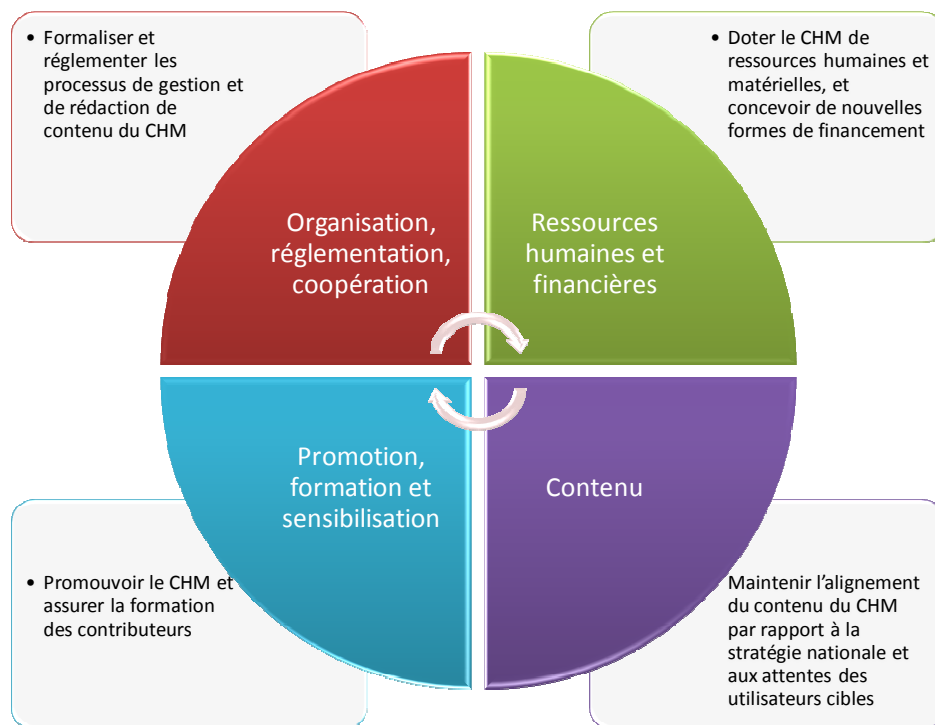 • Formaliser et
réglementer les
processus de gestion et
de rédaction de
contenu du CHM
• Doter le CHM de
ressources humaines et
matérielles, et
concevoir de nouvelles
formes de financement
Organisation,
réglementation,
coopération
Ressources
humaines et
financières
Promotion,
formation et
sensibilisation
Contenu
• Promouvoir le CHM et
assurer la formation
des contributeurs
Maintenir l’alignement
du contenu du CHM
par rapport à la
stratégie nationale et
aux attentes des
utilisateurs cibles